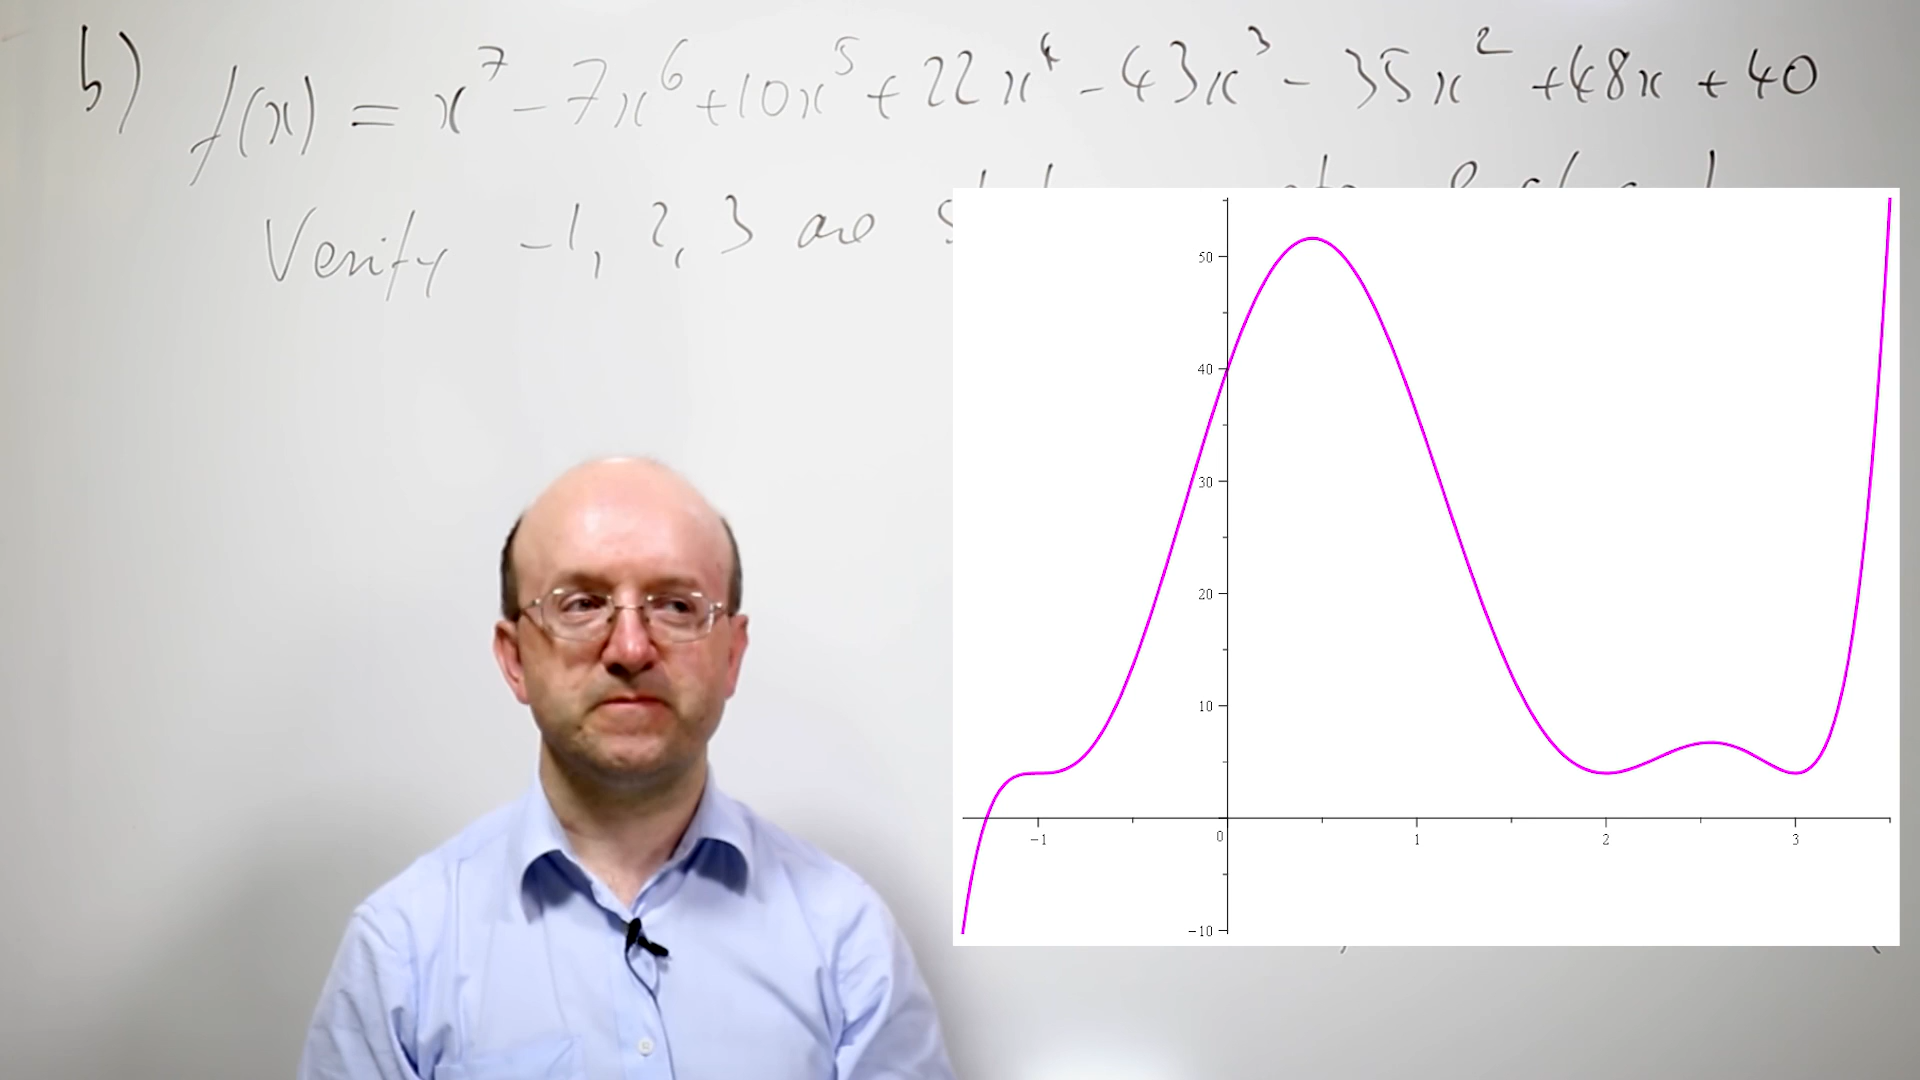 b) f(x) = x⁷ - 7x⁶ + 10x⁵ + 22x⁴ - 43x³ - 35x² + 48x + 40
Verify -1, 2, 3 are
50
40
30
20
10
-1 0 1 2 3
-10